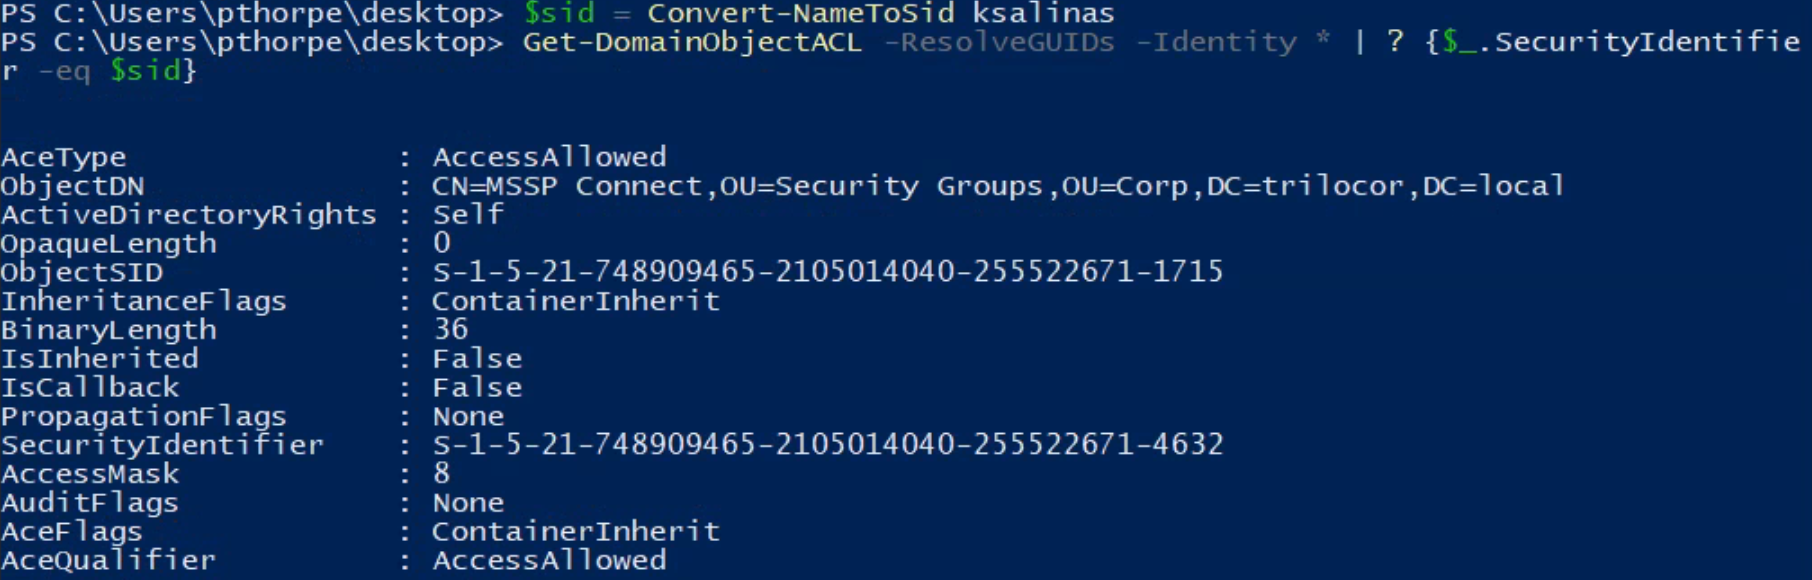 PS C:\Users\pthorpe\desktop> $sid = Convert-NameToSid ksalinas
PS C:\Users\pthorpe\desktop> Get-DomainObjectACL -ResolveGUIDs -Identity * | ? {$_.SecurityIdentifie
r -eq $sid}
AceType : AccessAllowed
ObjectDN : CN=MSSP Connect,OU=Security Groups,OU=Corp,DC=trilocor,DC=local
ActiveDirectoryRights : Self
OpaqueLength : 0
ObjectSID : S-1-5-21-748909465-2105014040-255522671-1715
InheritanceFlags : ContainerInherit
BinaryLength : 36
IsInherited : False
IsCallback : False
PropagationFlags : None
SecurityIdentifier : S-1-5-21-748909465-2105014040-255522671-4632
AccessMask : 8
AuditFlags : None
AceFlags : ContainerInherit
AceQualifier : AccessAllowed